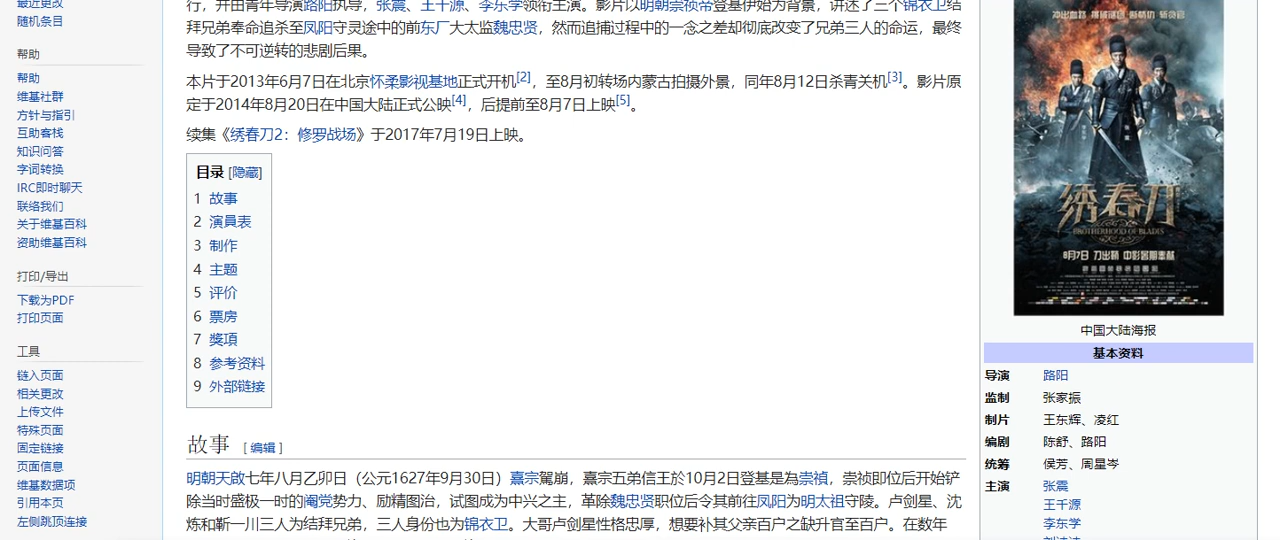 最近更改
随机条目
帮助
帮助
维基社群
方针与指引
互助客栈
知识问答
字词转换
IRC即时聊天
联络我们
关于维基百科
资助维基百科
打印/导出
下载为PDF
打印页面
工具
链入页面
相关更改
上传文件
特殊页面
固定链接
页面信息
维基数据项
引用本页
左侧跳顶连接
行，并由青年导演路阳执导，张震、王千源、李东学领衔主演。影片以明朝崇祯帝登基伊始为背景，讲述了三个锦衣卫结
拜兄弟奉命追杀至凤阳守灵途中的前东厂大太监魏忠贤，然而追捕过程中的一念之差却彻底改变了兄弟三人的命运，最终
导致了不可逆转的悲剧后果。
本片于2013年6月7日在北京怀柔影视基地正式开机[2]，至8月初转场内蒙古拍摄外景，同年8月12日杀青关机[3]。影片原
定于2014年8月20日在中国大陆正式公映[4]，后提前至8月7日上映[5]。
续集《绣春刀2：修罗战场》于2017年7月19日上映。
目录 [隐藏]
1 故事
2 演員表
3 制作
4 主题
5 评价
6 票房
7 獎項
8 参考资料
9 外部链接
故事 [编辑]
明朝天啟七年八月乙卯日（公元1627年9月30日）嘉宗駕崩，嘉宗五弟信王於10月2日登基是為崇禎，崇祯即位后开始铲
除当时盛极一时的阉党势力、励精图治，试图成为中兴之主，革除魏忠贤职位后令其前往凤阳为明太祖守陵。卢剑星、沈
炼和靳一川三人为结拜兄弟，三人身份也为锦衣卫。大哥卢剑星性格忠厚，想要补其父亲百户之缺升官至百户。在数年
绣春刀
BROTHERHOOD OF BLADES
8月7日 刀出鞘 中影暑期奉献
中国大陆海报
基本资料
导演 路阳
监制 张家振
制片 王东辉、凌红
编剧 陈舒、路阳
统筹 侯芳、周星岑
主演 张震
王千源
李东学